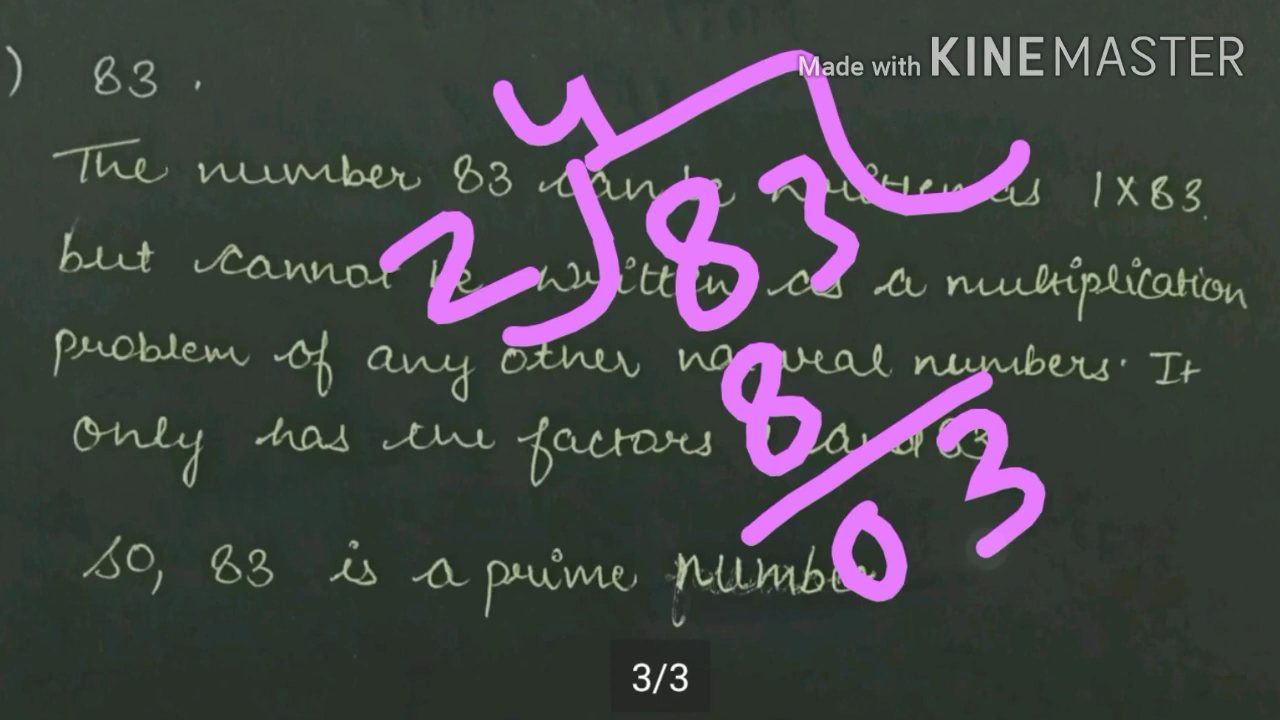 Made with KINEMASTER
) 83.
The number 83 can be written as 1 X 83.
but cannot be written as a multiplication
problem of any other natural numbers. It
only has the factors and 83
So, 83 is a prime number
4
2 83
8
03
3/3